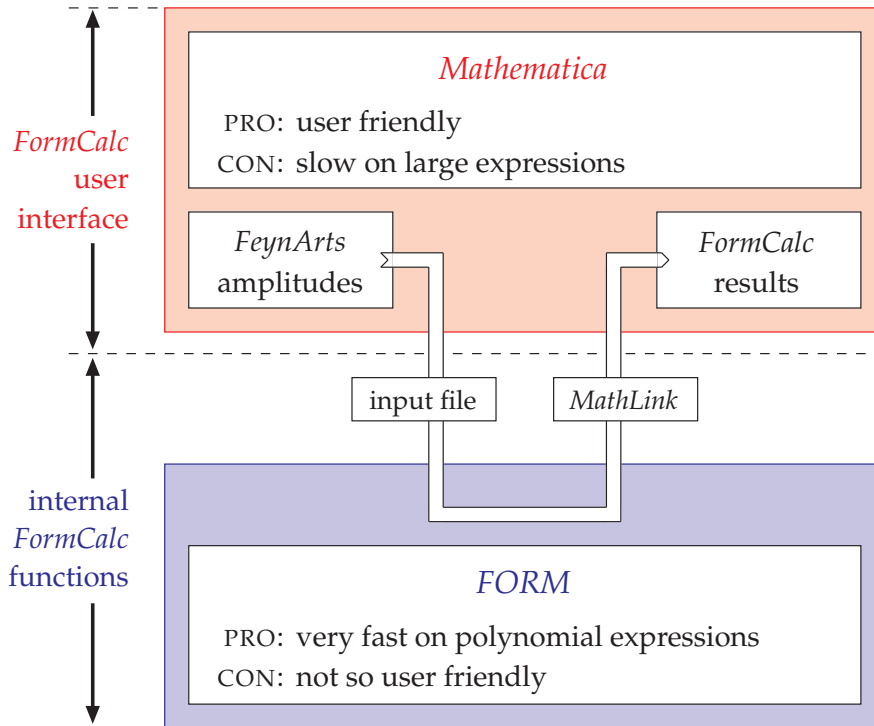 Mathematica
PRO: user friendly
CON: slow on large expressions
FormCalc
user
interface
FeynArts
amplitudes
FormCalc
results
input file
MathLink
internal
FormCalc
functions
FORM
PRO: very fast on polynomial expressions
CON: not so user friendly